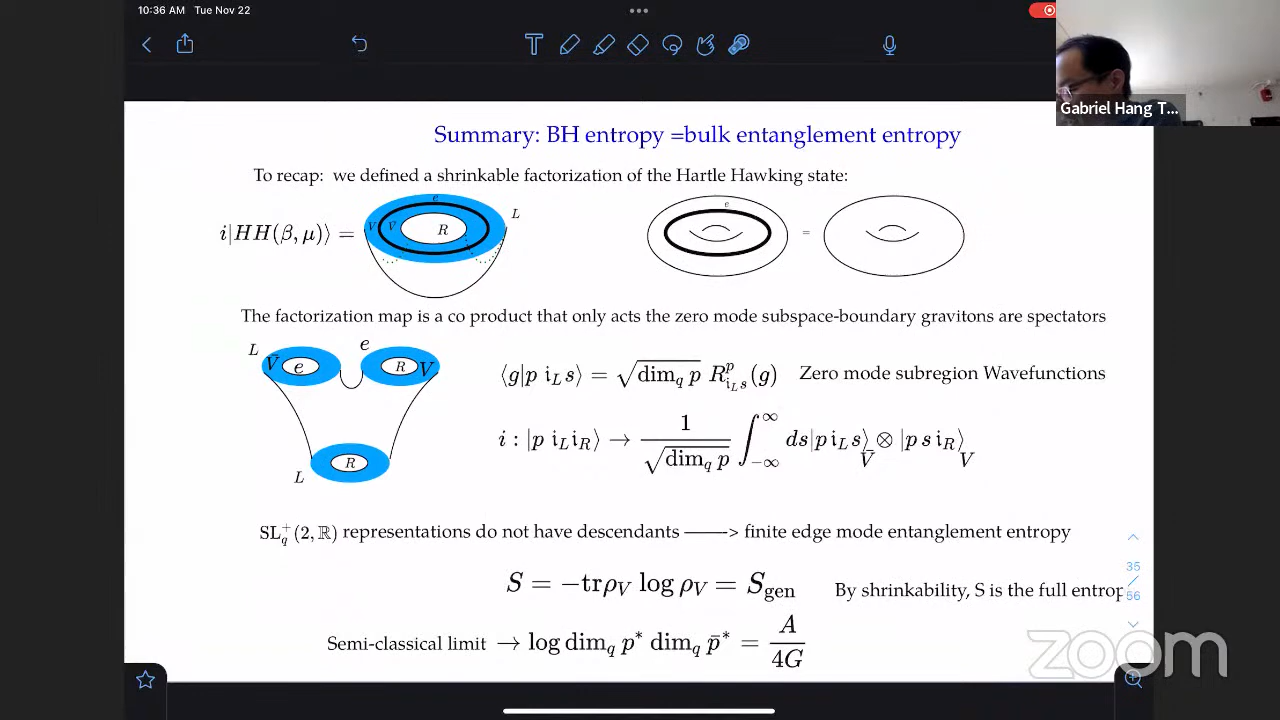 10:36 AM Tue Nov 22
Gabriel Hang T...
Summary: BH entropy =bulk entanglement entropy
To recap: we defined a shrinkable factorization of the Hartle Hawking state:
i|HH(β, μ)⟩ =
e
V V̄ R
L
e
=
The factorization map is a co product that only acts the zero mode subspace-boundary gravitons are spectators
L V̄ e
e
R V
⟨g|p i_L s⟩ = √dim_q p R^p_{i_L s}(g) Zero mode subregion Wavefunctions
i : |p i_L i_R⟩ → 1/√dim_q p ∫_{-∞}^{∞} ds|p i_L s⟩_V̄ ⊗ |p s i_R⟩_V
R
L
SL_q^+(2, ℝ) representations do not have descendants ——–> finite edge mode entanglement entropy
S = −trρ_V log ρ_V = S_gen By shrinkability, S is the full entrop
35
56
Semi-classical limit → log dim_q p* dim_q p̄* = A/4G
zoom